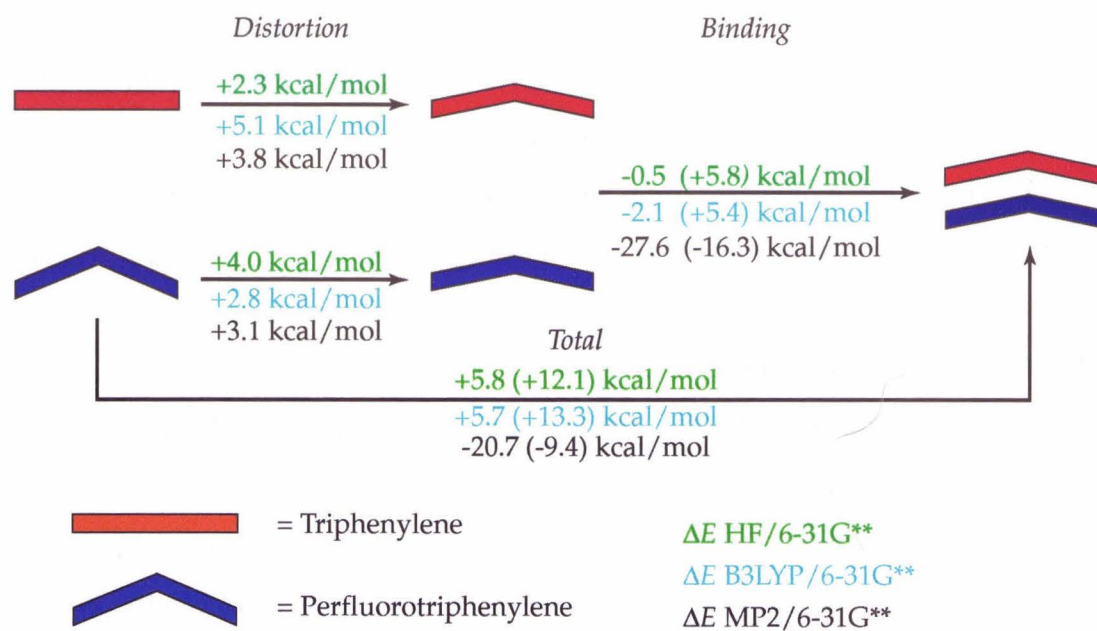 Distortion
Binding
+2.3 kcal/mol
+5.1 kcal/mol
+3.8 kcal/mol
-0.5 (+5.8) kcal/mol
-2.1 (+5.4) kcal/mol
-27.6 (-16.3) kcal/mol
+4.0 kcal/mol
+2.8 kcal/mol
+3.1 kcal/mol
Total
+5.8 (+12.1) kcal/mol
+5.7 (+13.3) kcal/mol
-20.7 (-9.4) kcal/mol
= Triphenylene
ΔE HF/6-31G**
ΔE B3LYP/6-31G**
= Perfluorotriphenylene
ΔE MP2/6-31G**